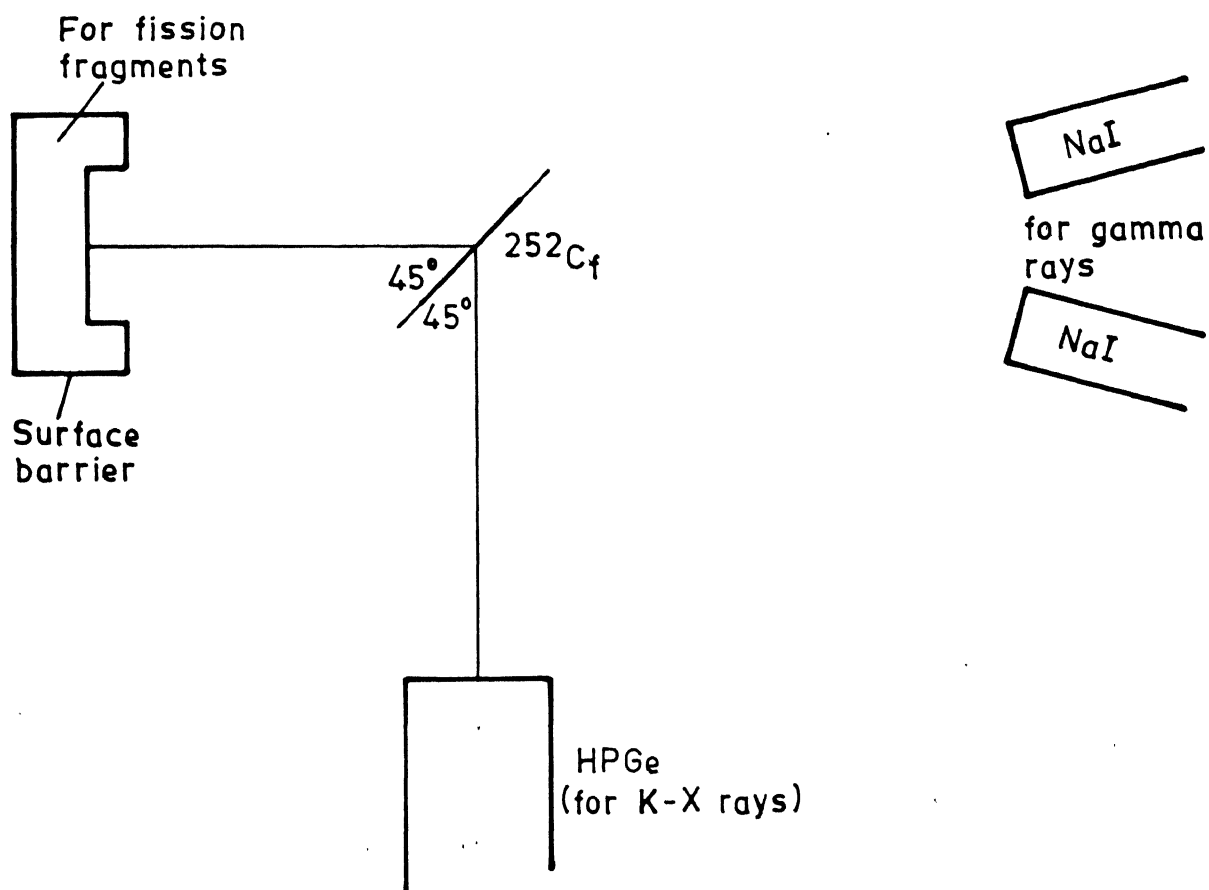 For fission
fragments
NaI
252Cf
45°
45°
for gamma
rays
NaI
Surface
barrier
HPGe
(for K-X rays)